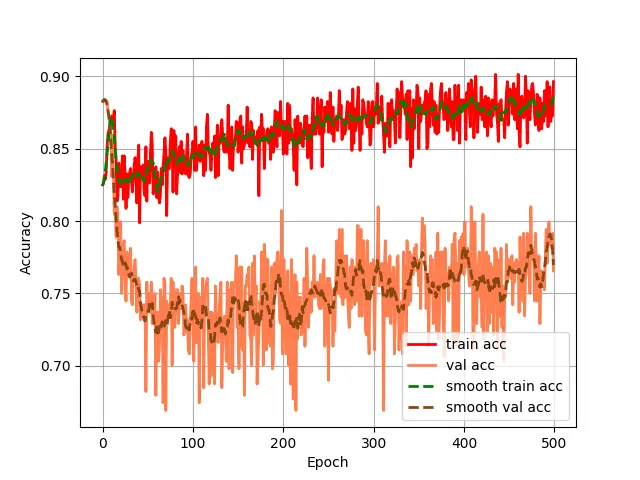 0.90
0.85
0.80
0.75
0.70
Accuracy
0
100
200
300
400
500
Epoch
train acc
val acc
smooth train acc
smooth val acc